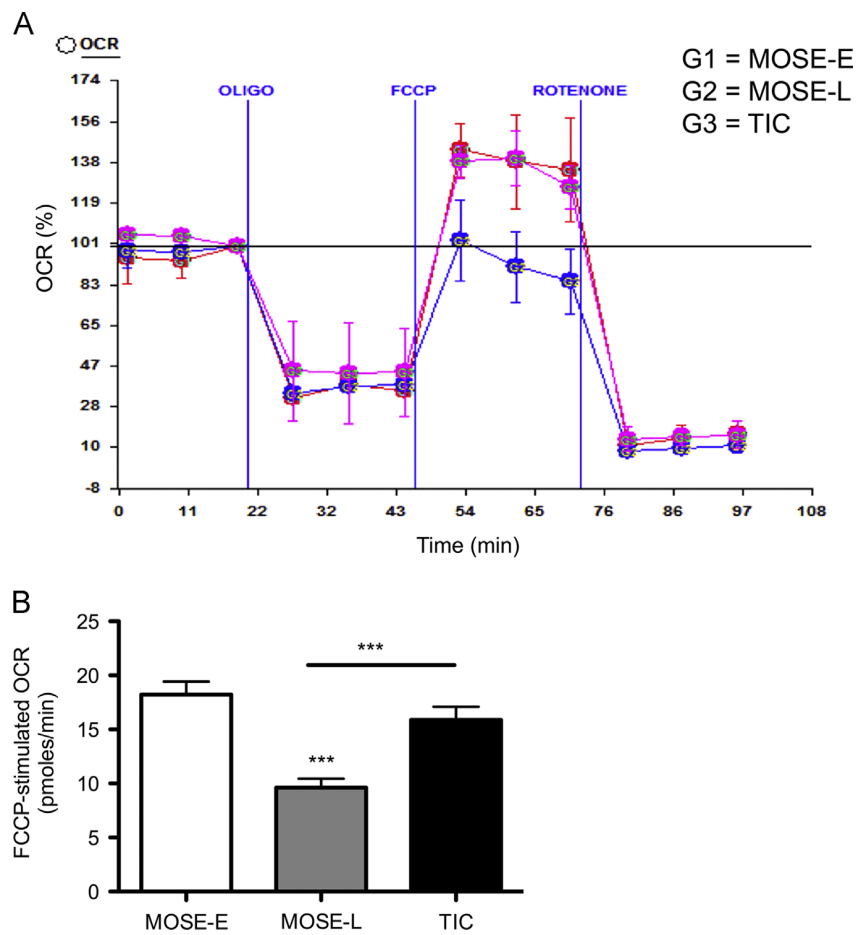 A
OCR
G1 = MOSE-E
G2 = MOSE-L
G3 = TIC
OLIGO FCCP ROTENONE
174
156
138
119
101
83
65
47
28
10
-8
OCR (%)
0 11 22 32 43 54 65 76 86 97 108
Time (min)
B
FCCP-stimulated OCR
(pmoles/min)
25
20
15
10
5
0
***
***
MOSE-E MOSE-L TIC